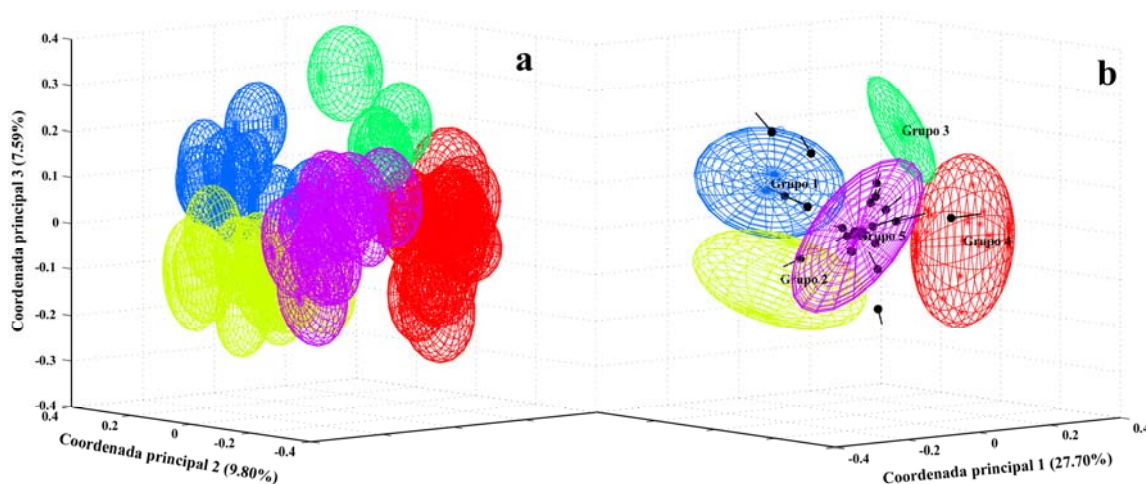 a
b
0.4
0.3
0.2
0.1
0
-0.1
-0.2
-0.3
-0.4
Coordenada principal 3 (7.59%)
0.4
0.2
0
-0.2
-0.4
Coordenada principal 2 (9.80%)
Grupo 3
Grupo 1
Grupo 5
Grupo 4
Grupo 2
-0.4
-0.2
0
0.2
0.4
Coordenada principal 1 (27.70%)